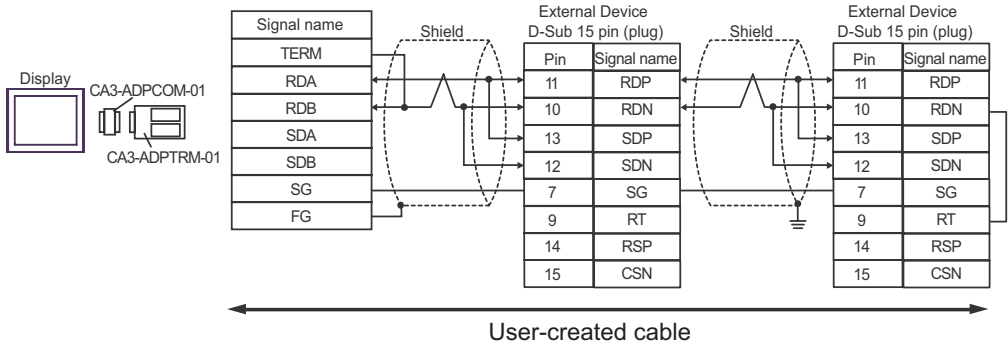 Display
CA3-ADPCOM-01
CA3-ADPTRM-01
Signal name
TERM
RDA
RDB
SDA
SDB
SG
FG
Shield
External Device
D-Sub 15 pin (plug)
Pin Signal name
11 RDP
10 RDN
13 SDP
12 SDN
7 SG
9 RT
14 RSP
15 CSN
Shield
External Device
D-Sub 15 pin (plug)
Pin Signal name
11 RDP
10 RDN
13 SDP
12 SDN
7 SG
9 RT
14 RSP
15 CSN
User-created cable